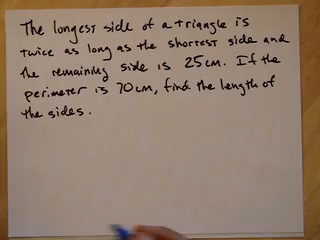 The longest side of a triangle is
twice as long as the shortest side and
the remaining side is 25cm. If the
perimeter is 70cm, find the length of
the sides.